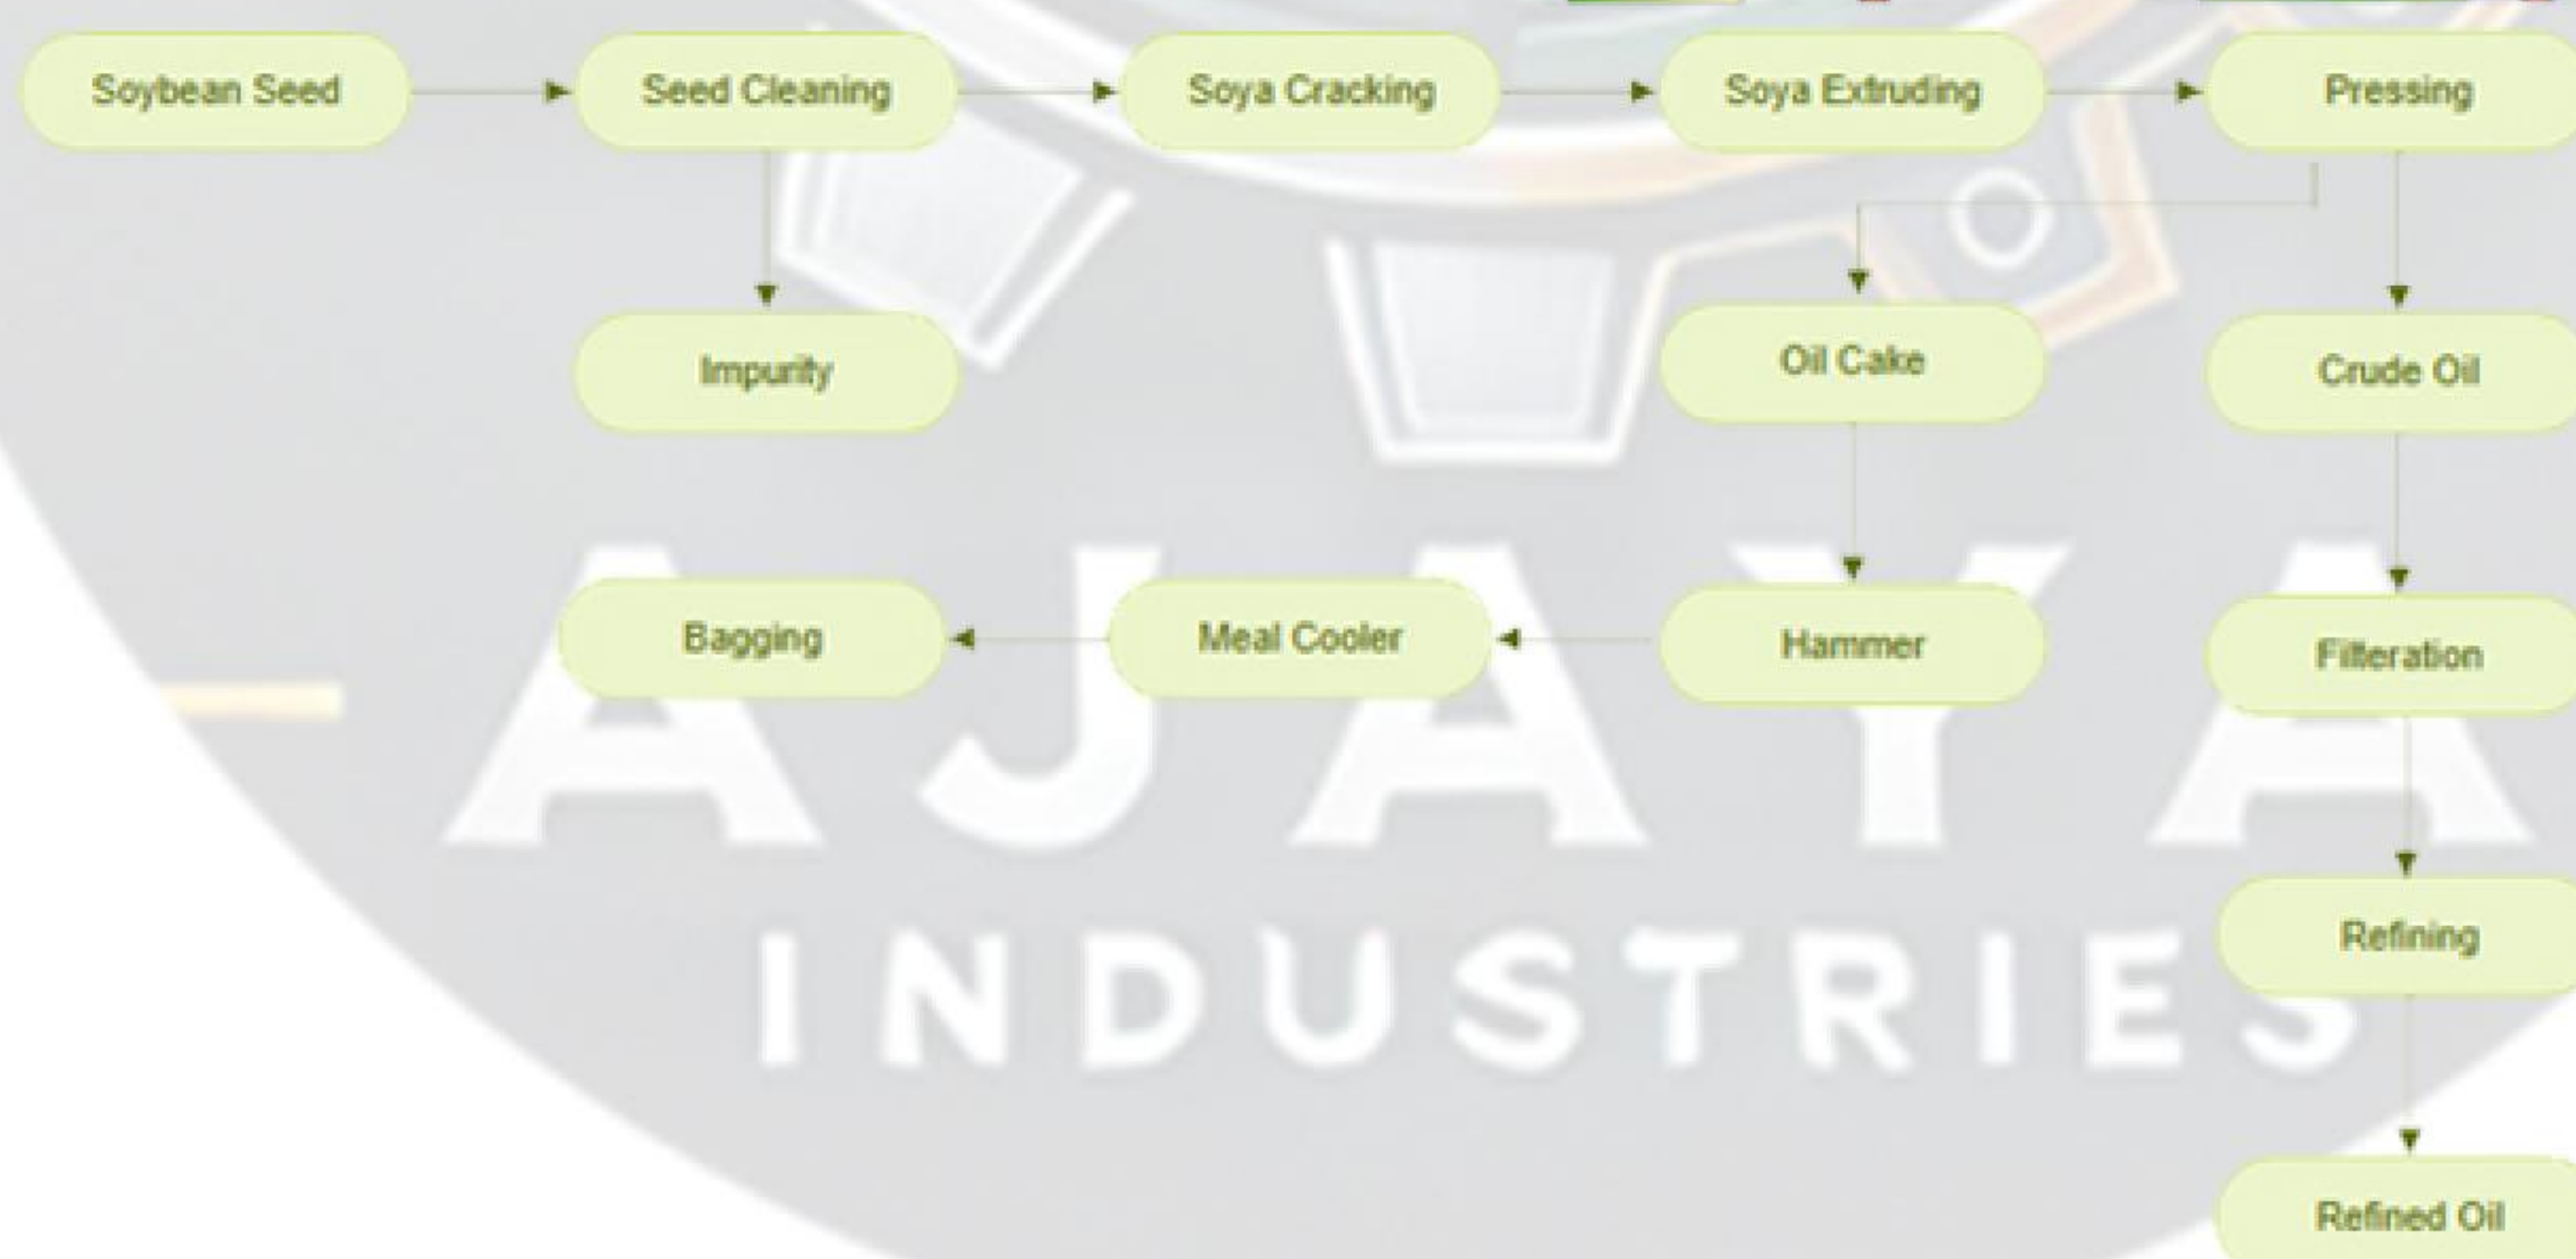 Soybean Seed
Seed Cleaning
Soya Cracking
Soya Extruding
Pressing
Impurity
Oil Cake
Crude Oil
Bagging
Meal Cooler
Hammer
Filteration
Refining
Refined Oil
AJAYA
INDUSTRIES